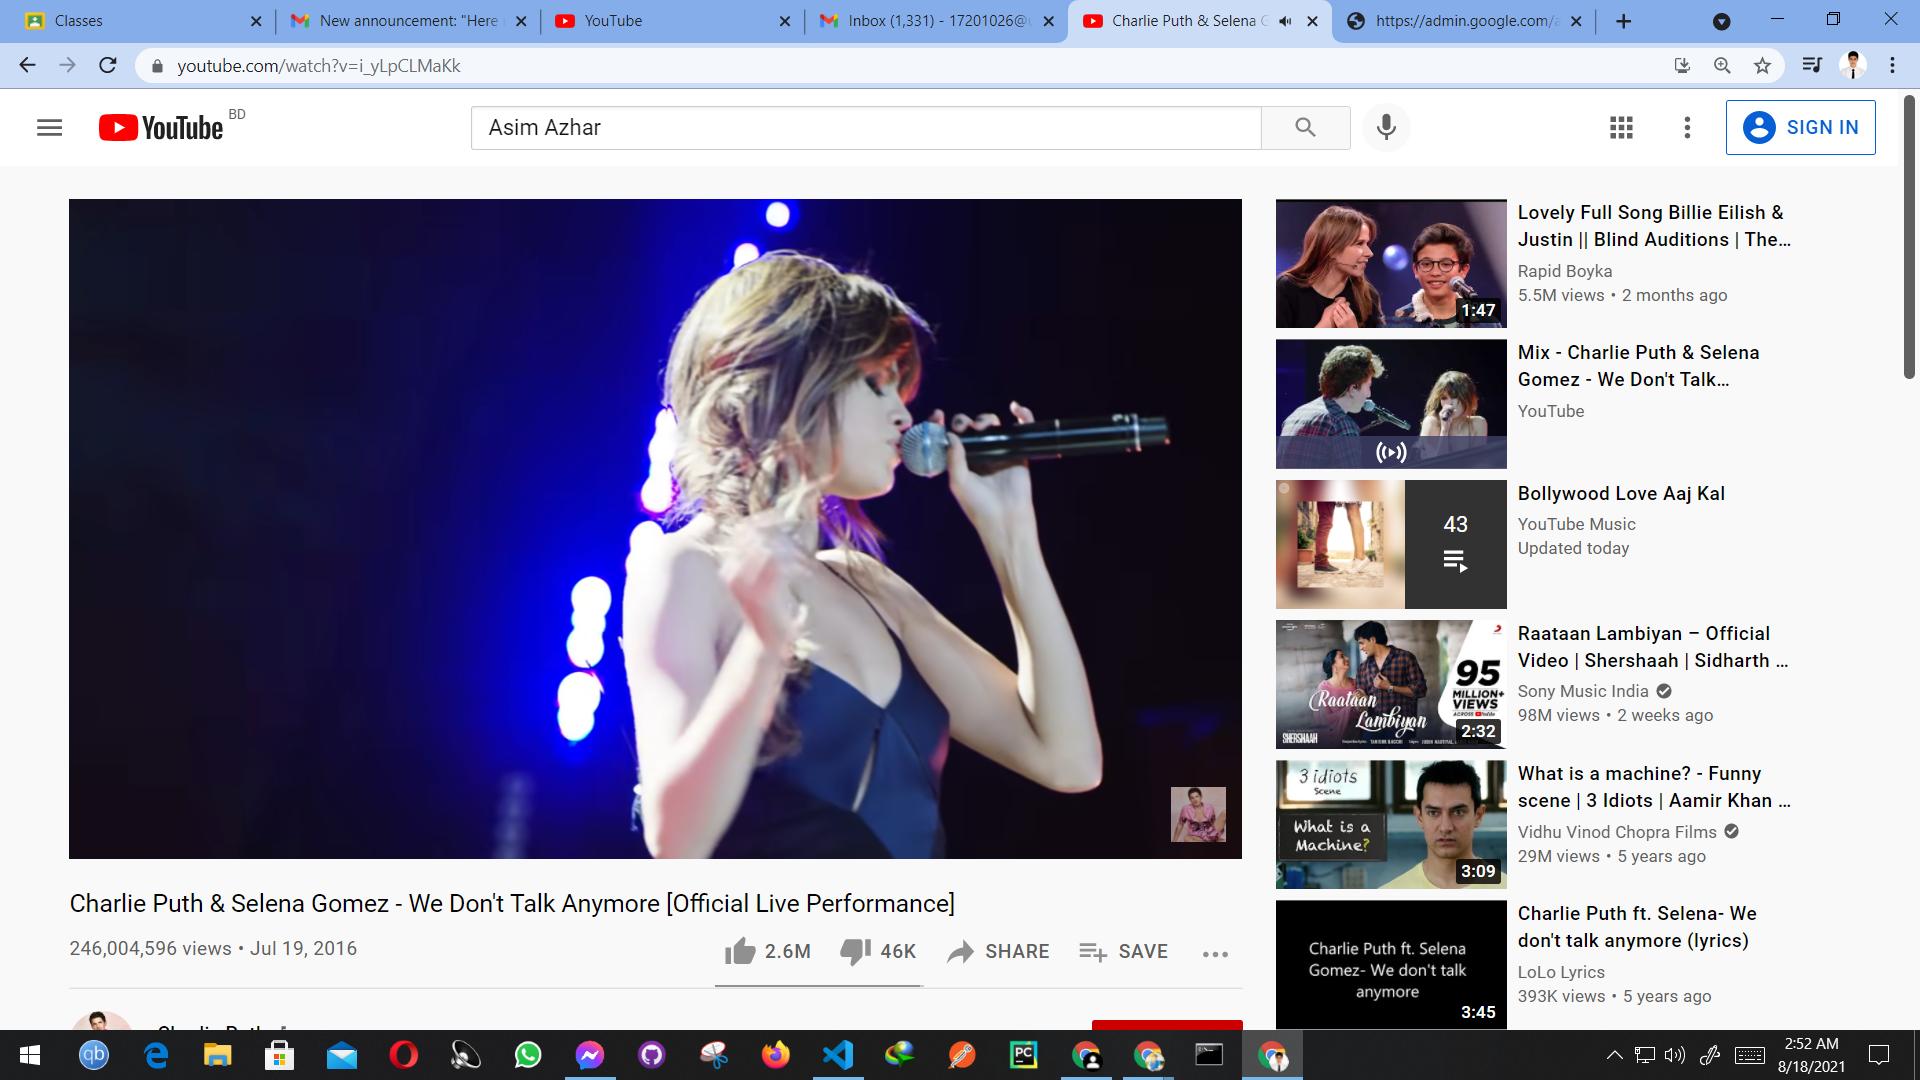 Classes
New announcement: "Here
YouTube
Inbox (1,331) - 17201026@
Charlie Puth & Selena G
https://admin.google.com/a
youtube.com/watch?v=i_yLpCLMaKk
YouTube BD
Asim Azhar
SIGN IN
Charlie Puth & Selena Gomez - We Don't Talk Anymore [Official Live Performance]
246,004,596 views • Jul 19, 2016
2.6M
46K
SHARE
SAVE
Charlie Puth
1:47
Lovely Full Song Billie Eilish &
Justin || Blind Auditions | The...
Rapid Boyka
5.5M views • 2 months ago
Mix - Charlie Puth & Selena
Gomez - We Don't Talk...
YouTube
43
Bollywood Love Aaj Kal
YouTube Music
Updated today
95
MILLION+
VIEWS
ACROSS YouTube
Raataan
Lambiyan
SHERSHAAH
2:32
Raataan Lambiyan – Official
Video | Shershaah | Sidharth ...
Sony Music India
98M views • 2 weeks ago
3 idiots
Scene
What is a
Machine?
3:09
What is a machine? - Funny
scene | 3 Idiots | Aamir Khan ...
Vidhu Vinod Chopra Films
29M views • 5 years ago
Charlie Puth ft. Selena
Gomez- We don't talk
anymore
3:45
Charlie Puth ft. Selena- We
don't talk anymore (lyrics)
LoLo Lyrics
393K views • 5 years ago
qb
PC
2:52 AM
8/18/2021